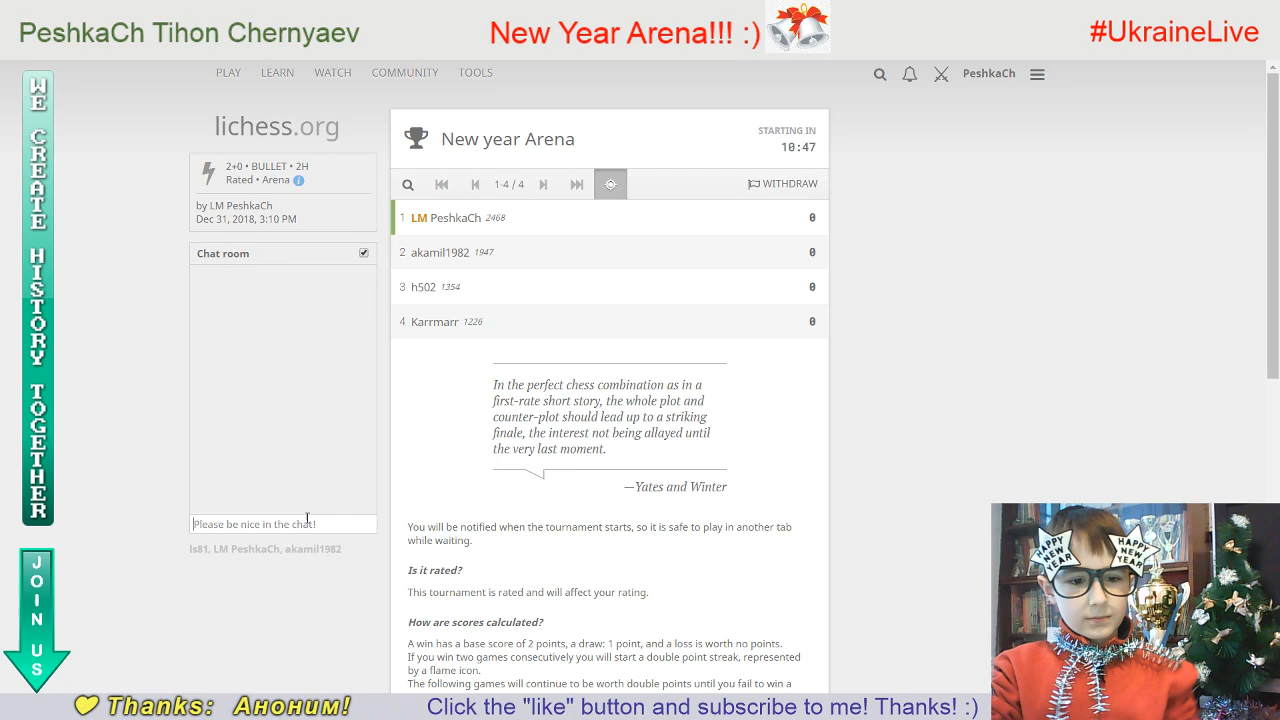 PeshkaCh Tihon Chernyaev
New Year Arena!!! :)
#UkraineLive
WE CREATE HISTORY TOGETHER
JOIN US
PLAY LEARN WATCH COMMUNITY TOOLS
PeshkaCh
lichess.org
2+0 • BULLET • 2H
Rated • Arena
by LM PeshkaCh
Dec 31, 2018, 3:10 PM
Chat room
Please be nice in the chat!
ls81, LM PeshkaCh, akamil1982
New year Arena
STARTING IN
10:47
1-4 / 4
WITHDRAW
1 LM PeshkaCh 2468 0
2 akamil1982 1947 0
3 h502 1354 0
4 Karrmarr 1226 0
In the perfect chess combination as in a
first-rate short story, the whole plot and
counter-plot should lead up to a striking
finale, the interest not being allayed until
the very last moment.
—Yates and Winter
You will be notified when the tournament starts, so it is safe to play in another tab
while waiting.
Is it rated?
This tournament is rated and will affect your rating.
How are scores calculated?
A win has a base score of 2 points, a draw: 1 point, and a loss is worth no points.
If you win two games consecutively you will start a double point streak, represented
by a flame icon.
The following games will continue to be worth double points until you fail to win a
HAPPY NEW YEAR
HAPPY NEW YEAR
Thanks: Аноним!
Click the "like" button and subscribe to me! Thanks! :)